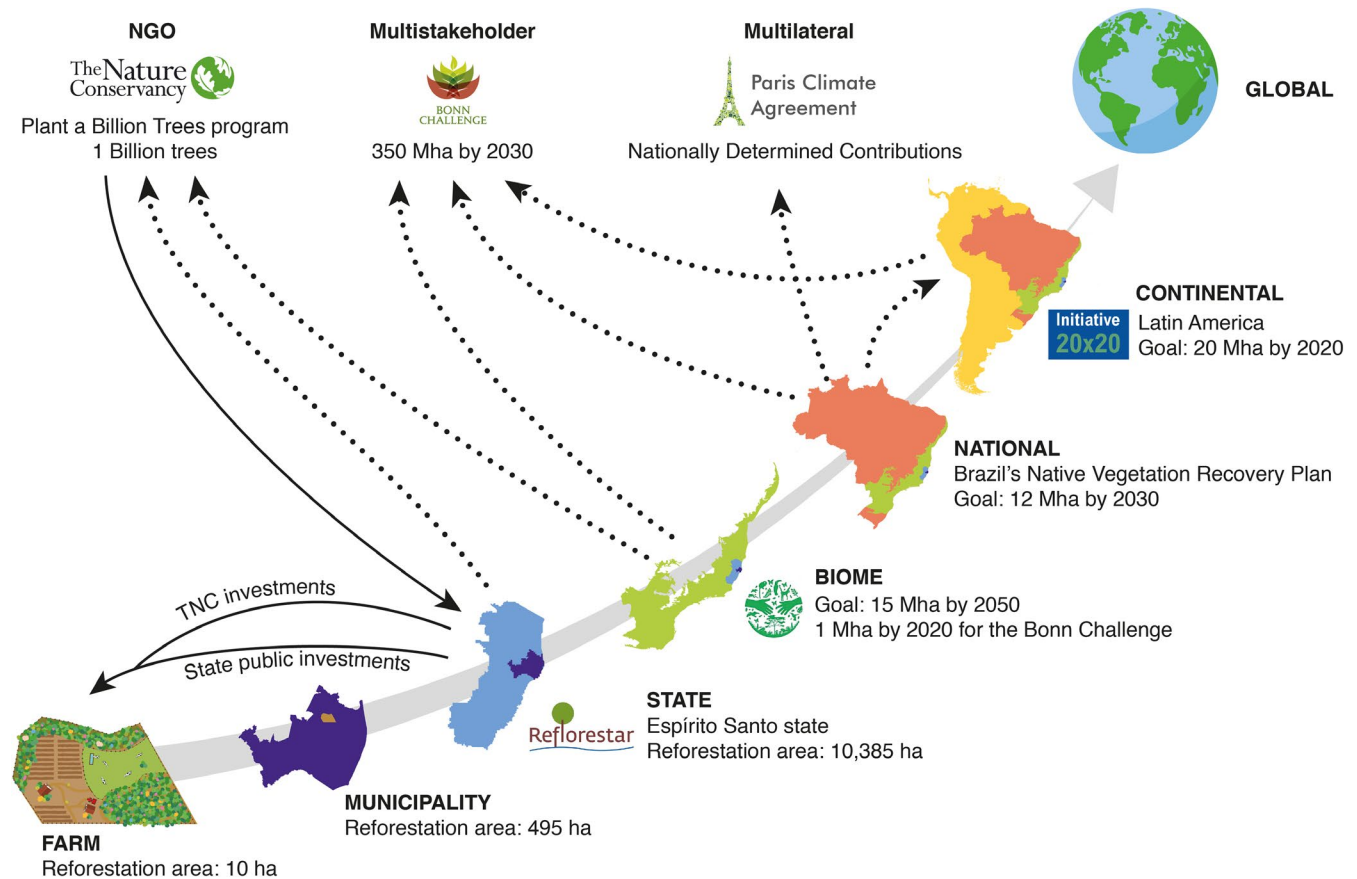 NGO
The Nature
Conservancy
Plant a Billion Trees program
1 Billion trees
Multistakeholder
BONN
CHALLENGE
350 Mha by 2030
Multilateral
Paris Climate
Agreement
Nationally Determined Contributions
GLOBAL
CONTINENTAL
Initiative
20x20
Latin America
Goal: 20 Mha by 2020
NATIONAL
Brazil’s Native Vegetation Recovery Plan
Goal: 12 Mha by 2030
BIOME
Goal: 15 Mha by 2050
1 Mha by 2020 for the Bonn Challenge
TNC investments
State public investments
STATE
Reflorestar
Espírito Santo state
Reforestation area: 10,385 ha
MUNICIPALITY
Reforestation area: 495 ha
FARM
Reforestation area: 10 ha